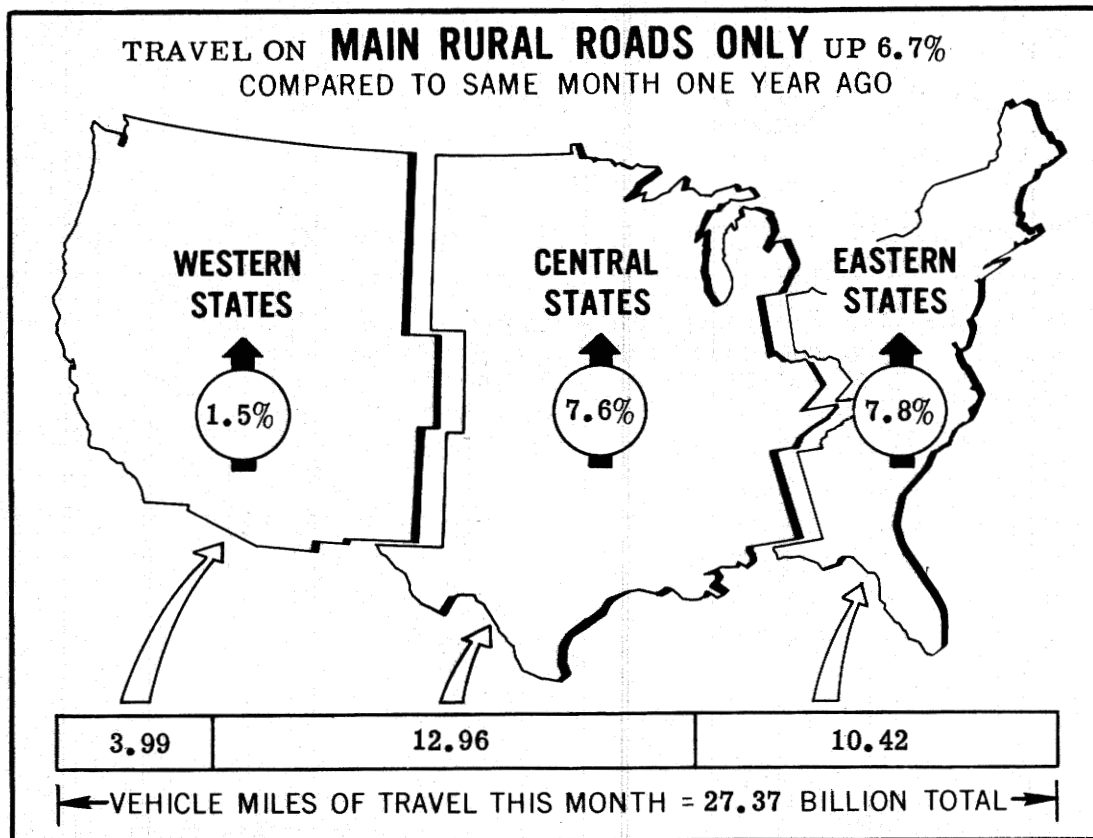 TRAVEL ON MAIN RURAL ROADS ONLY UP 6.7%
COMPARED TO SAME MONTH ONE YEAR AGO
WESTERN
STATES
1.5%
CENTRAL
STATES
7.6%
EASTERN
STATES
7.8%
3.99
12.96
10.42
VEHICLE MILES OF TRAVEL THIS MONTH = 27.37 BILLION TOTAL